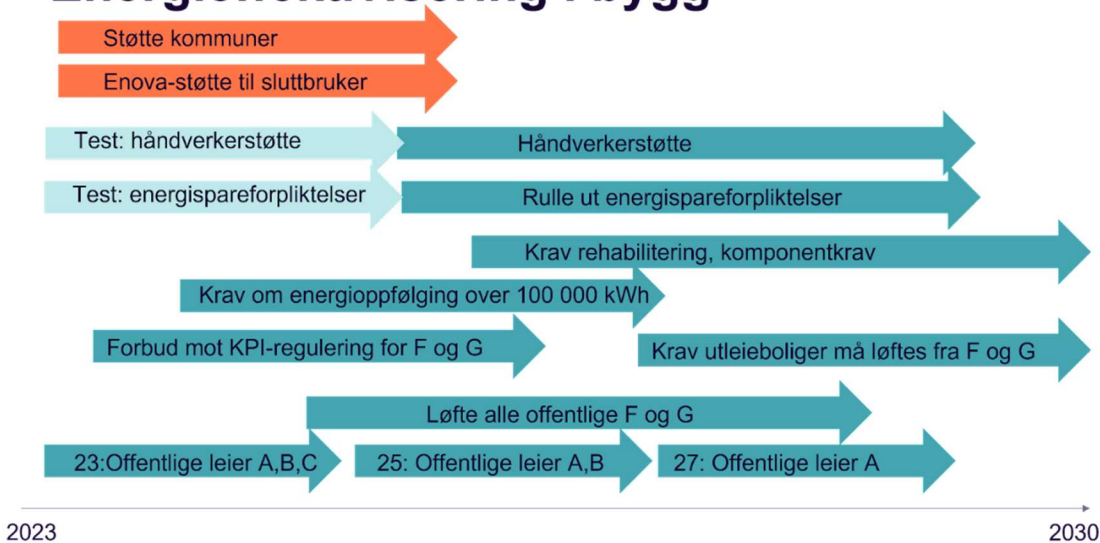 Energieffektivisering i bygg
Støtte kommuner
Enova-støtte til sluttbruker
Test: håndverkerstøtte
Håndverkerstøtte
Test: energispareforpliktelser
Rulle ut energispareforpliktelser
Krav rehabilitering, komponentkrav
Krav om energioppfølging over 100 000 kWh
Forbud mot KPI-regulering for F og G
Krav utleieboliger må løftes fra F og G
Løfte alle offentlige F og G
23:Offentlige leier A,B,C
25: Offentlige leier A,B
27: Offentlige leier A
2023
2030